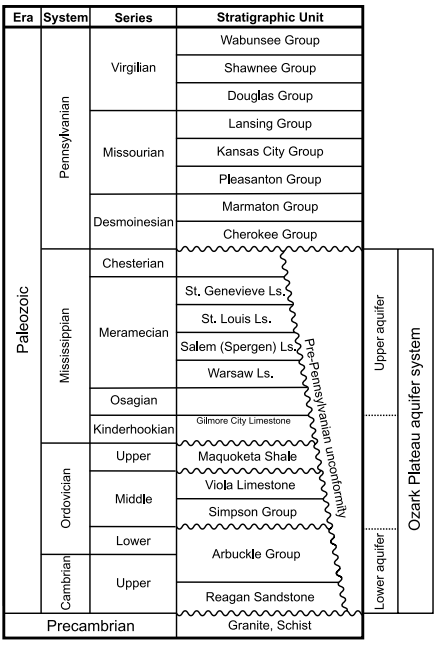 Era System Series Stratigraphic Unit
Paleozoic
Pennsylvanian
Virgilian
Wabunsee Group
Shawnee Group
Douglas Group
Missourian
Lansing Group
Kansas City Group
Pleasanton Group
Desmoinesian
Marmaton Group
Cherokee Group
Mississippian
Chesterian
Meramecian
St. Genevieve Ls.
St. Louis Ls.
Salem (Spergen) Ls.
Warsaw Ls.
Osagian
Kinderhookian
Gilmore City Limestone
Ordovician
Upper
Maquoketa Shale
Middle
Viola Limestone
Simpson Group
Lower
Arbuckle Group
Cambrian
Upper
Reagan Sandstone
Precambrian
Granite, Schist
Pre-Pennsylvanian unconformity
Upper aquifer
Lower aquifer
Ozark Plateau aquifer system